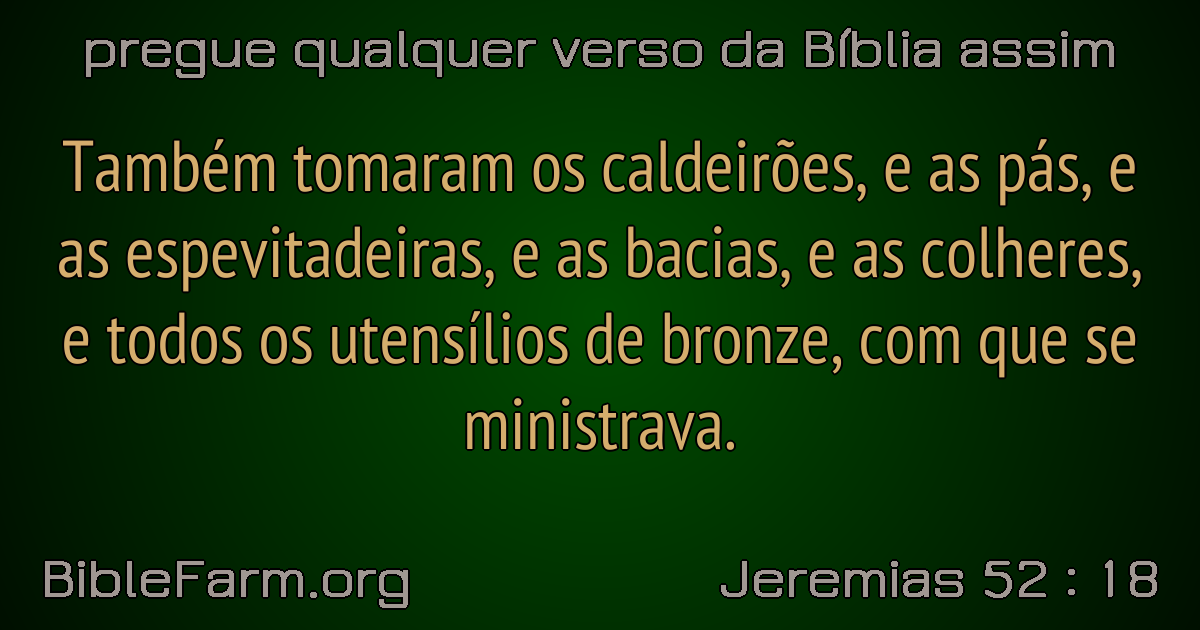 pregue qualquer verso da Bíblia assim
Também tomaram os caldeirões, e as pás, e
as espevitadeiras, e as bacias, e as colheres,
e todos os utensílios de bronze, com que se
ministrava.
BibleFarm.org
Jeremias 52 : 18